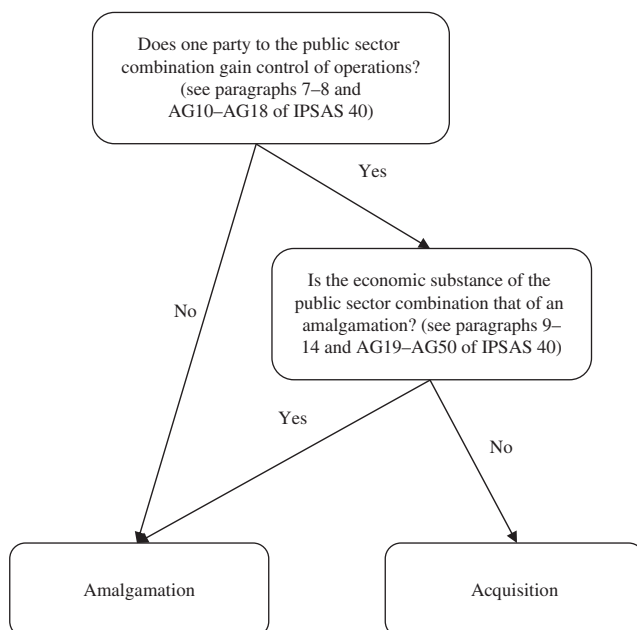 Does one party to the public sector
combination gain control of operations?
(see paragraphs 7–8 and
AG10–AG18 of IPSAS 40)
Yes
No
Is the economic substance of the
public sector combination that of an
amalgamation? (see paragraphs 9–
14 and AG19–AG50 of IPSAS 40)
Yes
No
Amalgamation
Acquisition